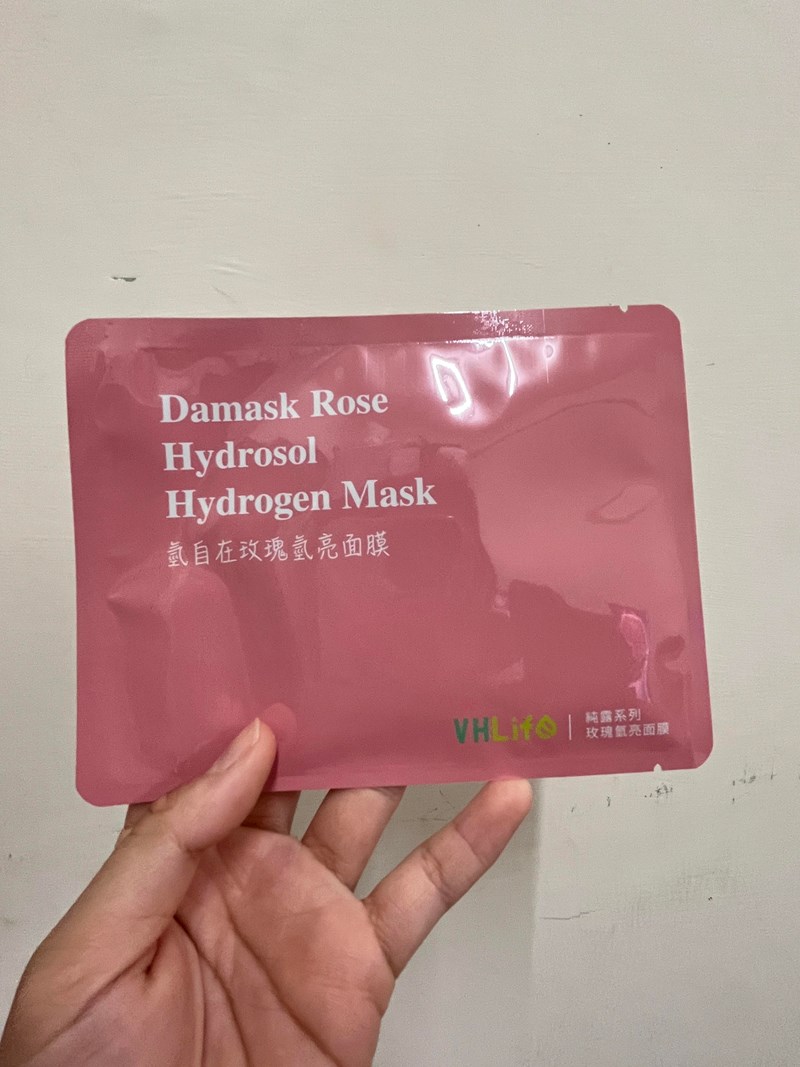 Damask Rose
Hydrosol
Hydrogen Mask
氫自在玫瑰氫亮面膜
VHLife
純露系列
玫瑰氫亮面膜